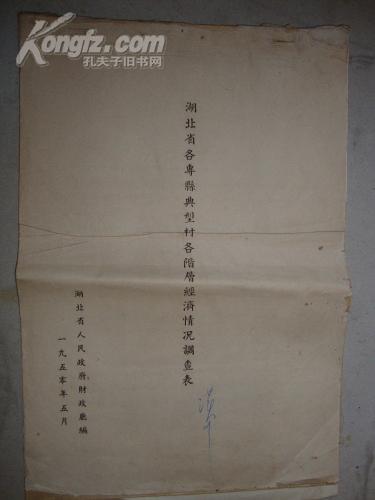 Kongfz.com
孔夫子旧书网
湖北省各專縣典型村各階層經濟情况調查表
湖北省人民政府財政廳編
一九五零年五月